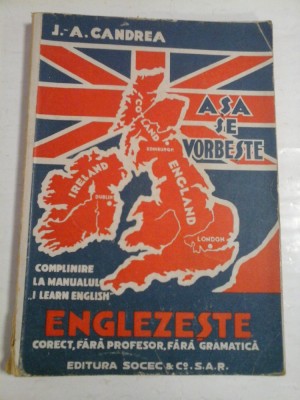 J.-A. CANDREA
AŞA
SE
VORBEŞTE
SCOTLAND
EDINBURGH
IRELAND
DUBLIN
ENGLAND
LONDON
COMPLINIRE
LA MANUALUL
„I LEARN ENGLISH”
ENGLEZEŞTE
CORECT, FĂRĂ PROFESOR, FĂRĂ GRAMATICĂ
EDITURA SOCEC & Co. S.A.R.